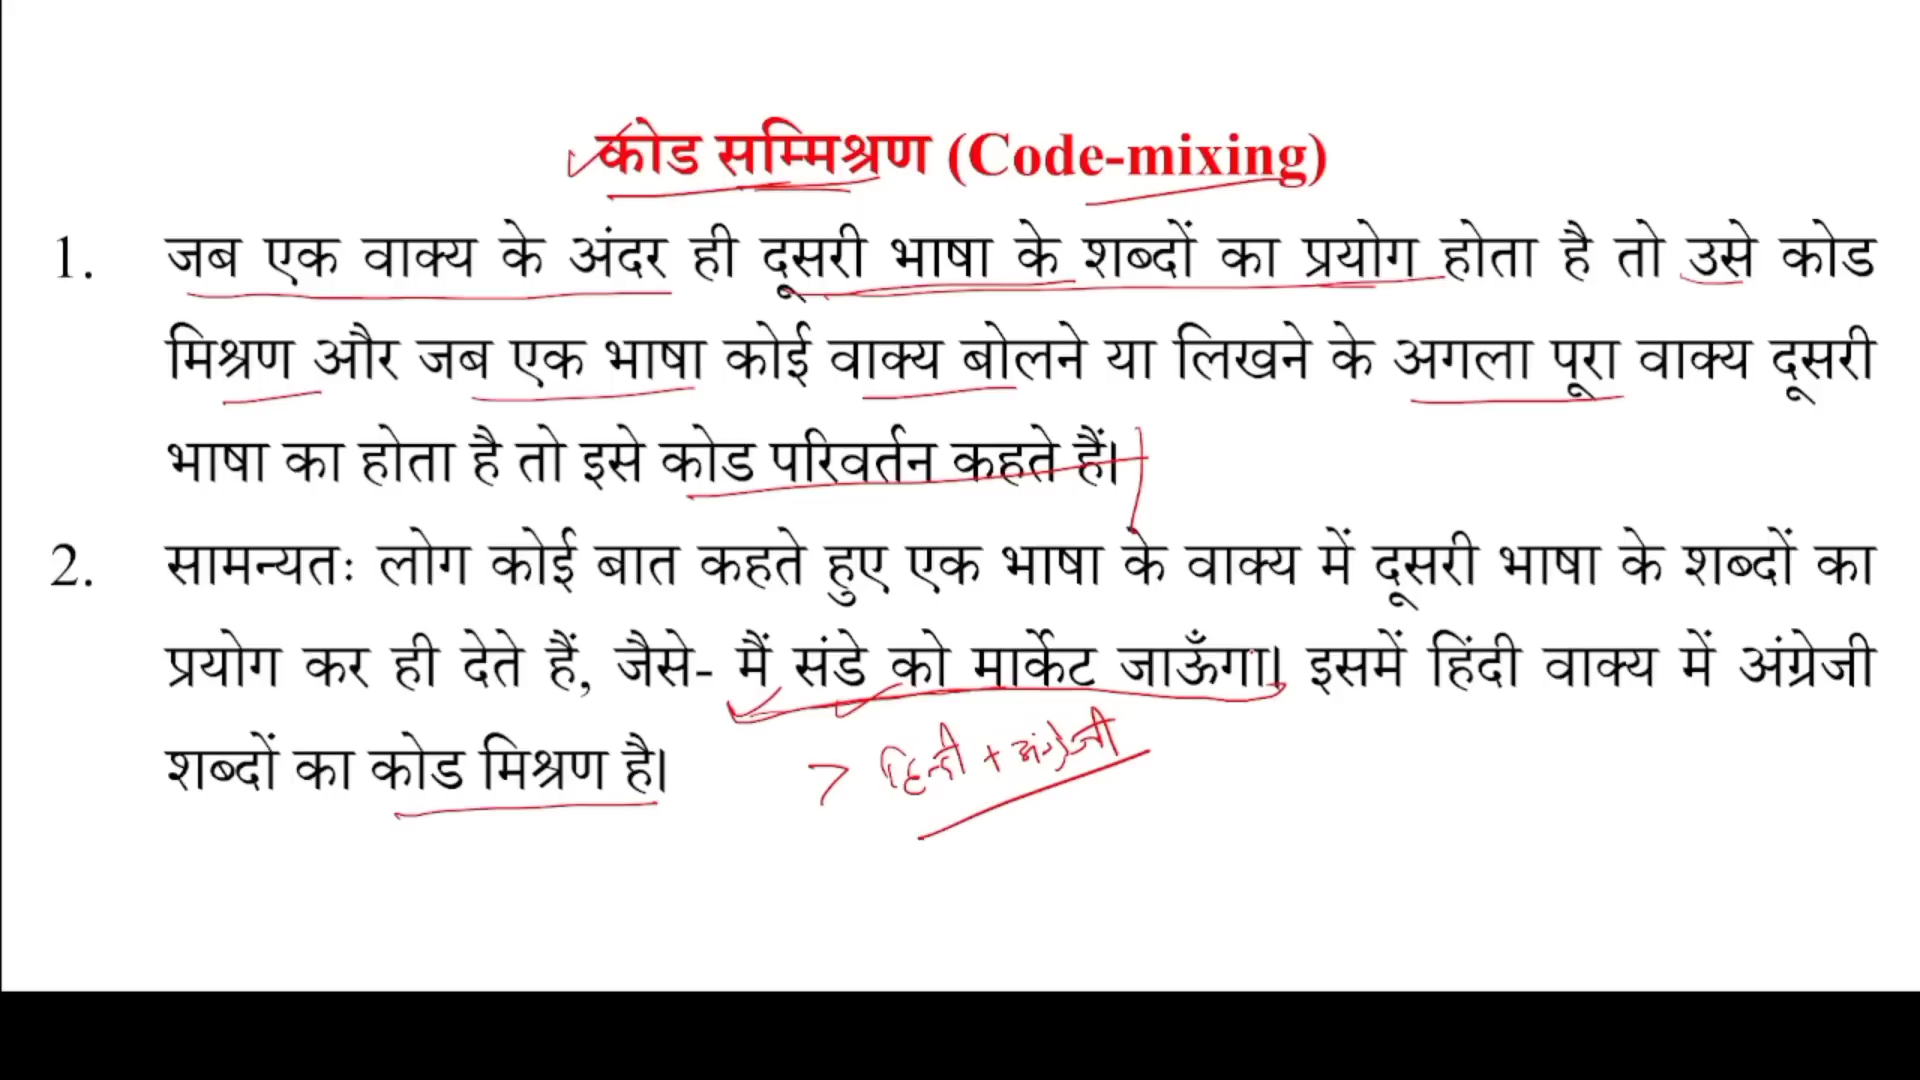 कोड सम्मिश्रण (Code-mixing)
1. जब एक वाक्य के अंदर ही दूसरी भाषा के शब्दों का प्रयोग होता है तो उसे कोड
मिश्रण और जब एक भाषा कोई वाक्य बोलने या लिखने के अगला पूरा वाक्य दूसरी
भाषा का होता है तो इसे कोड परिवर्तन कहते हैं।
2. सामन्यतः लोग कोई बात कहते हुए एक भाषा के वाक्य में दूसरी भाषा के शब्दों का
प्रयोग कर ही देते हैं, जैसे- मैं संडे को मार्केट जाऊँगा। इसमें हिंदी वाक्य में अंग्रेजी
शब्दों का कोड मिश्रण है।
> हिन्दी + अंग्रेजी